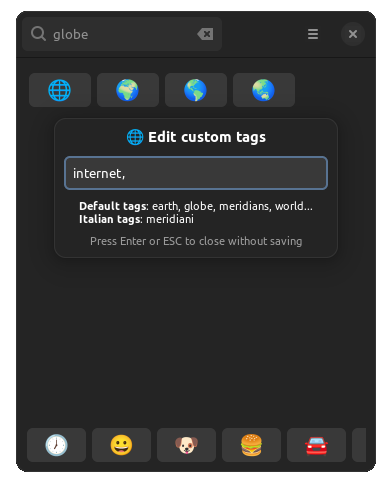 globe
🌐 Edit custom tags
internet,
Default tags: earth, globe, meridians, world...
Italian tags: meridiani
Press Enter or ESC to close without saving